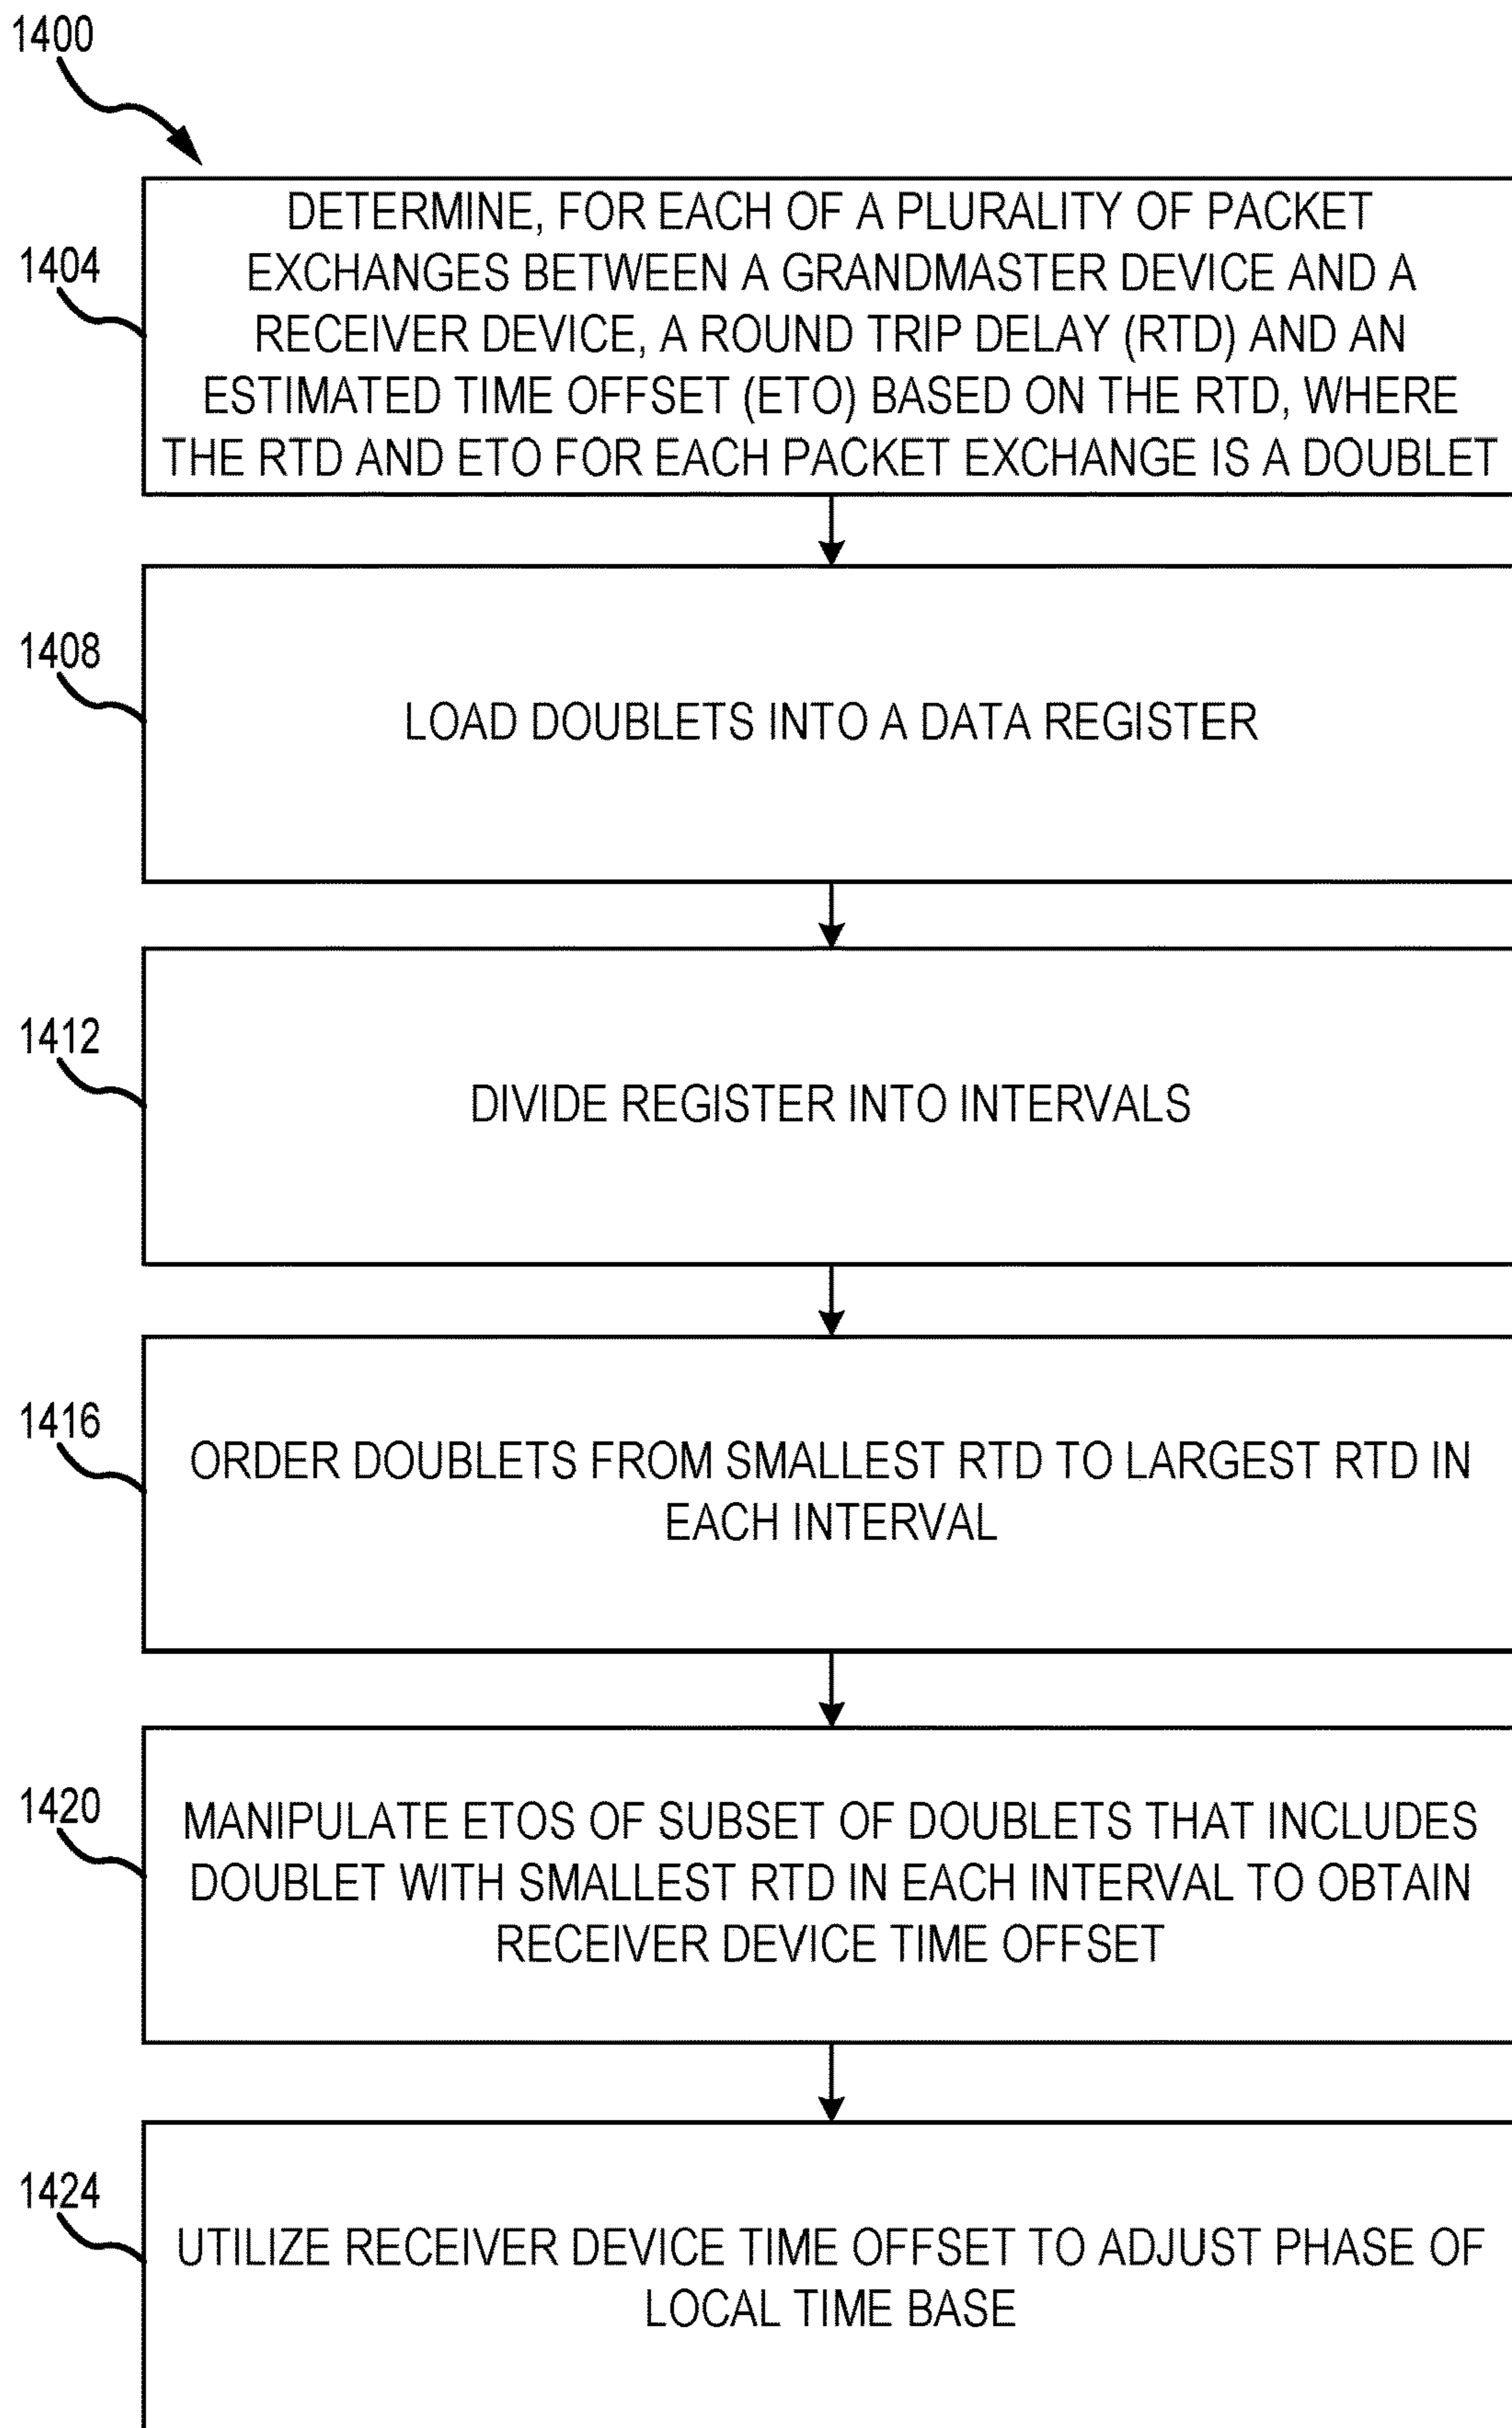 1400
1404
DETERMINE, FOR EACH OF A PLURALITY OF PACKET
EXCHANGES BETWEEN A GRANDMASTER DEVICE AND A
RECEIVER DEVICE, A ROUND TRIP DELAY (RTD) AND AN
ESTIMATED TIME OFFSET (ETO) BASED ON THE RTD, WHERE
THE RTD AND ETO FOR EACH PACKET EXCHANGE IS A DOUBLET
1408
LOAD DOUBLETS INTO A DATA REGISTER
1412
DIVIDE REGISTER INTO INTERVALS
1416
ORDER DOUBLETS FROM SMALLEST RTD TO LARGEST RTD IN
EACH INTERVAL
1420
MANIPULATE ETOS OF SUBSET OF DOUBLETS THAT INCLUDES
DOUBLET WITH SMALLEST RTD IN EACH INTERVAL TO OBTAIN
RECEIVER DEVICE TIME OFFSET
1424
UTILIZE RECEIVER DEVICE TIME OFFSET TO ADJUST PHASE OF
LOCAL TIME BASE